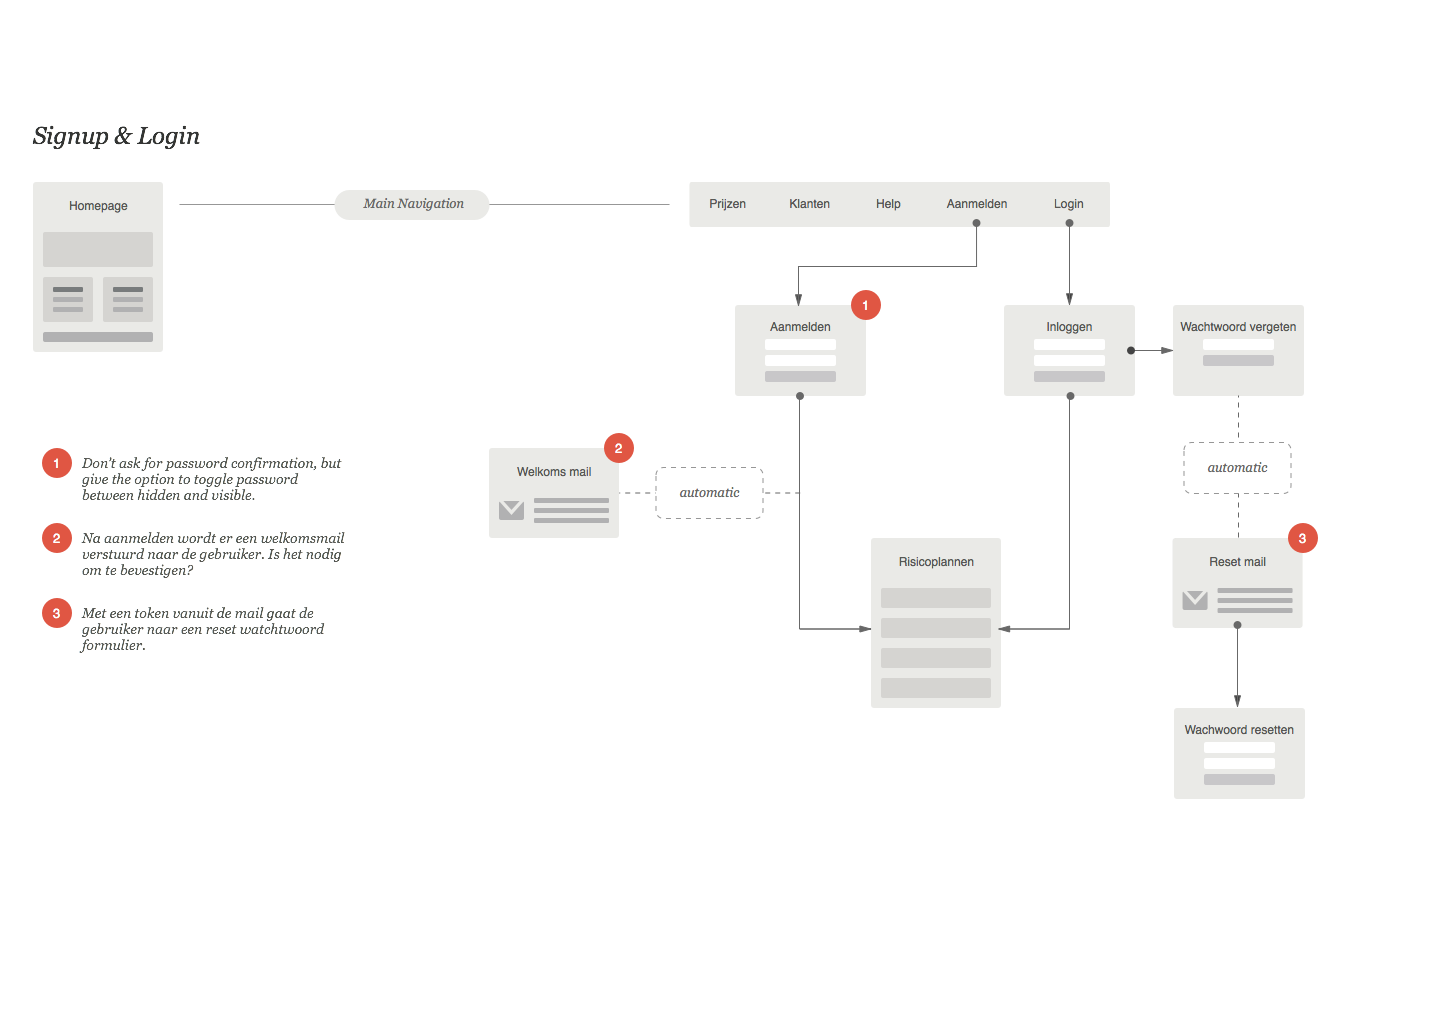 Signup & Login
Homepage
Main Navigation
Prijzen
Klanten
Help
Aanmelden
Login
Aanmelden
1
Inloggen
Wachtwoord vergeten
1
Don't ask for password confirmation, but
give the option to toggle password
between hidden and visible.
2
Na aanmelden wordt er een welkomsmail
verstuurd naar de gebruiker. Is het nodig
om te bevestigen?
3
Met een token vanuit de mail gaat de
gebruiker naar een reset watchtwoord
formulier.
Welkoms mail
2
automatic
automatic
Risicoplannen
Reset mail
3
Wachwoord resetten